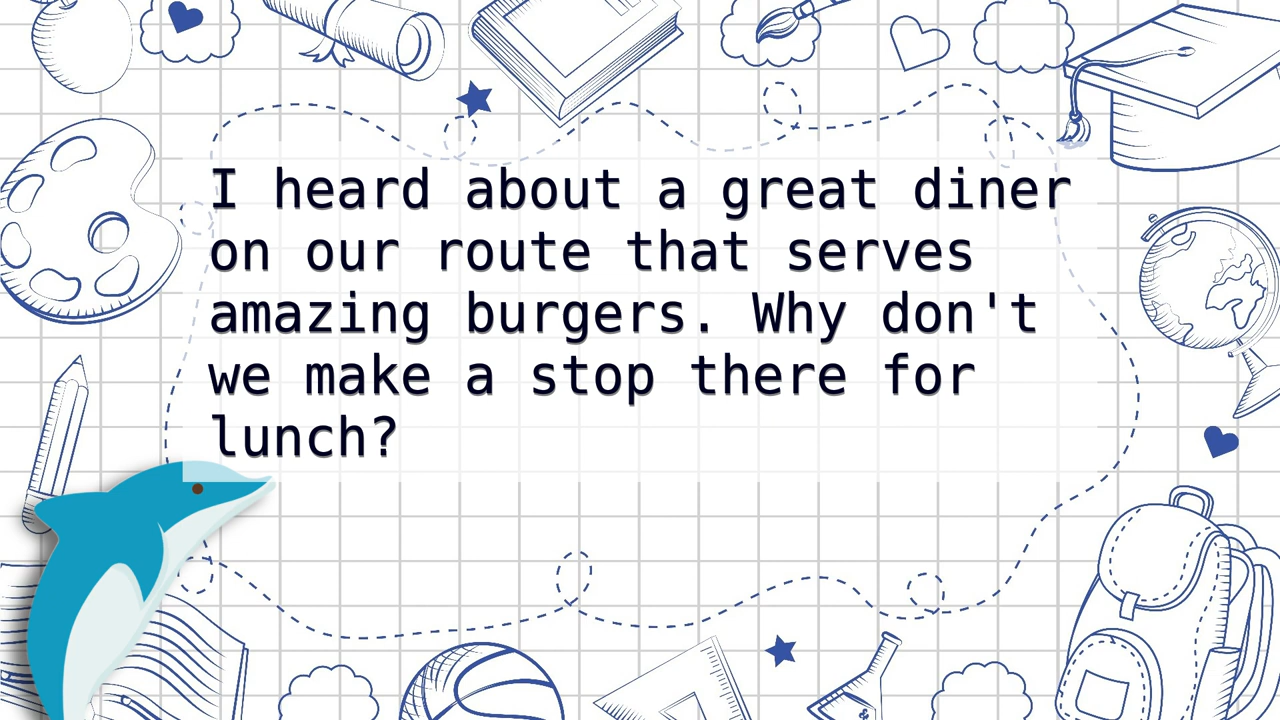 I heard about a great diner
on our route that serves
amazing burgers. Why don't
we make a stop there for
lunch?